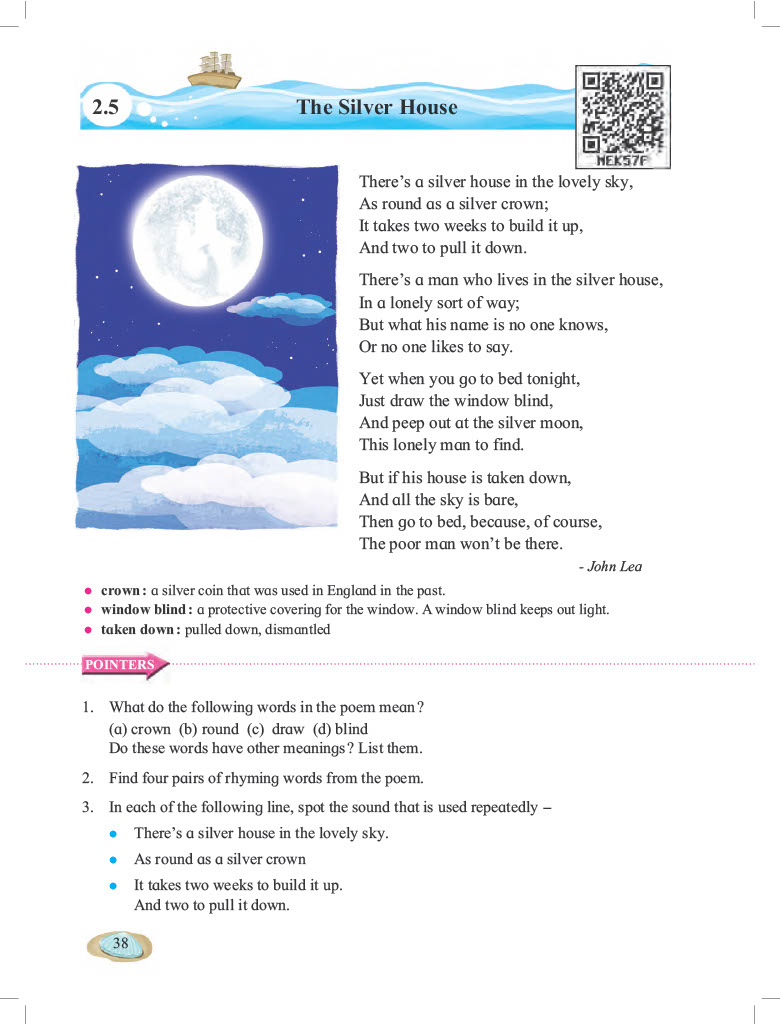 2.5
The Silver House
MEK57F
There's a silver house in the lovely sky,
As round as a silver crown;
It takes two weeks to build it up,
And two to pull it down.
There's a man who lives in the silver house,
In a lonely sort of way;
But what his name is no one knows,
Or no one likes to say.
Yet when you go to bed tonight,
Just draw the window blind,
And peep out at the silver moon,
This lonely man to find.
But if his house is taken down,
And all the sky is bare,
Then go to bed, because, of course,
The poor man won't be there.
- John Lea
● crown : a silver coin that was used in England in the past.
● window blind : a protective covering for the window. A window blind keeps out light.
● taken down : pulled down, dismantled
POINTERS
1. What do the following words in the poem mean?
(a) crown (b) round (c) draw (d) blind
Do these words have other meanings? List them.
2. Find four pairs of rhyming words from the poem.
3. In each of the following line, spot the sound that is used repeatedly –
● There's a silver house in the lovely sky.
● As round as a silver crown
● It takes two weeks to build it up.
And two to pull it down.
38